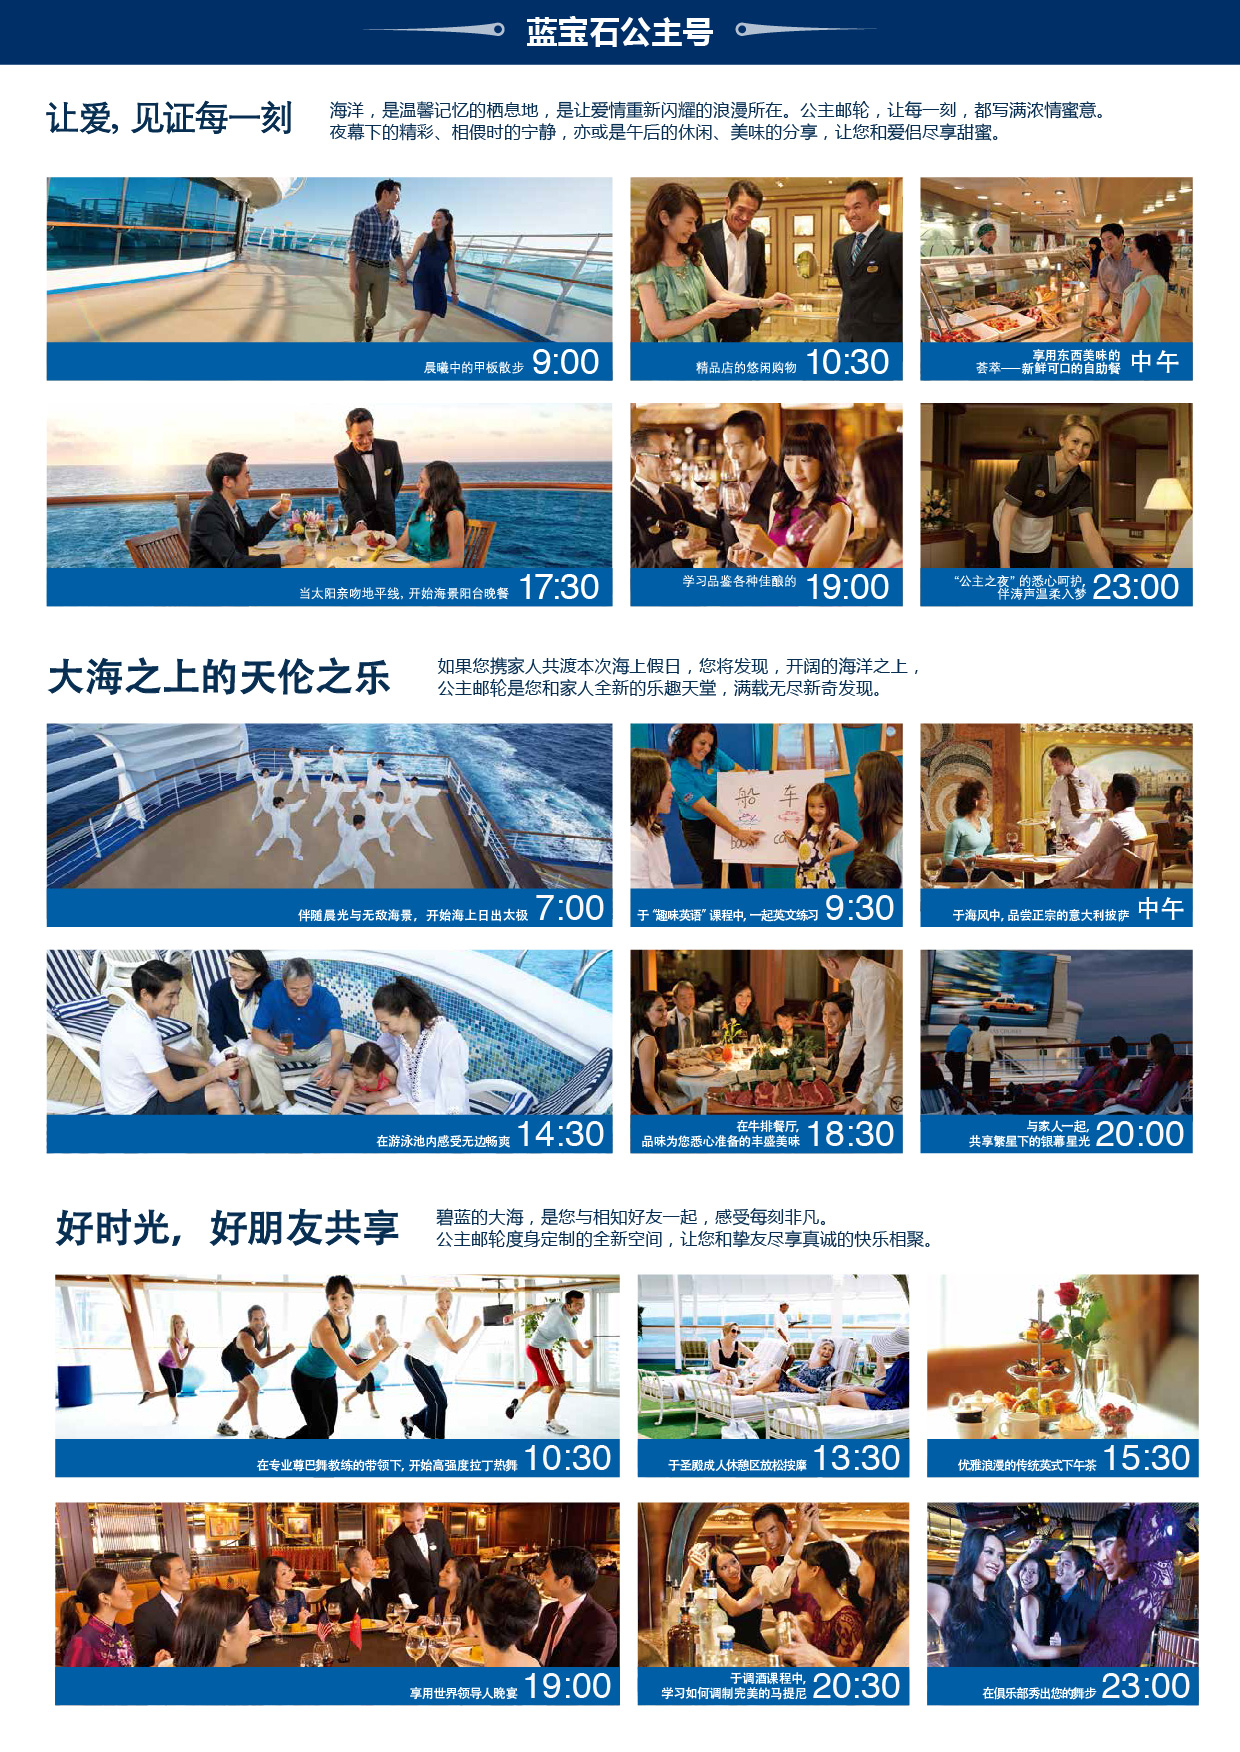 蓝宝石公主号
让爱, 见证每一刻
海洋，是温馨记忆的栖息地，是让爱情重新闪耀的浪漫所在。公主邮轮，让每一刻，都写满浓情蜜意。
夜幕下的精彩、相偎时的宁静，亦或是午后的休闲、美味的分享，让您和爱侣尽享甜蜜。
晨曦中的甲板散步 9:00
精品店的悠闲购物 10:30
享用东西美味的
荟萃——新鲜可口的自助餐 中午
当太阳亲吻地平线, 开始海景阳台晚餐 17:30
学习品鉴各种佳酿的 19:00
“公主之夜” 的悉心呵护,
伴涛声温柔入梦 23:00
大海之上的天伦之乐
如果您携家人共渡本次海上假日，您将发现，开阔的海洋之上，
公主邮轮是您和家人全新的乐趣天堂，满载无尽新奇发现。
船 车
伴随晨光与无敌海景，开始海上日出太极 7:00
于 “趣味英语” 课程中, 一起英文练习 9:30
于海风中, 品尝正宗的意大利披萨 中午
在游泳池内感受无边畅爽 14:30
在牛排餐厅,
品味为您悉心准备的丰盛美味 18:30
与家人一起,
共享繁星下的银幕星光 20:00
好时光, 好朋友共享
碧蓝的大海，是您与相知好友一起，感受每刻非凡。
公主邮轮度身定制的全新空间，让您和挚友尽享真诚的快乐相聚。
在专业尊巴舞教练的带领下, 开始高强度拉丁热舞 10:30
于圣殿成人休憩区放松按摩 13:30
优雅浪漫的传统英式下午茶 15:30
享用世界领导人晚宴 19:00
于调酒课程中,
学习如何调制完美的马提尼 20:30
在俱乐部秀出您的舞步 23:00